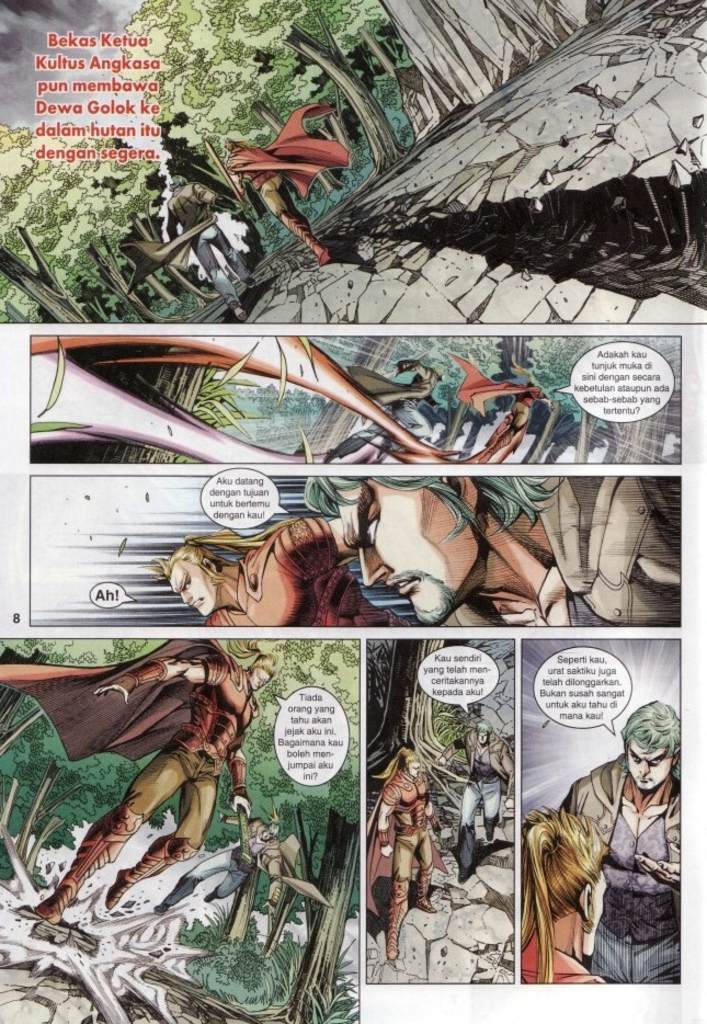 Bekas Ketua
Kultus Angkasa
pun membawa
Dewa Golok ke
dalam hutan itu
dengan segera.
Adakah kau
tunjuk muka di
sini dengan secara
kebetulan ataupun ada
sebab-sebab yang
tertentu?
Aku datang
dengan tujuan
untuk bertemu
dengan kau!
Ah!
8
Tiada
orang yang
tahu akan
jejak aku ini.
Bagaimana kau
boleh men-
jumpai aku
ini?
Kau sendiri
yang telah men-
ceritakannya
kepada aku!
Seperti kau,
urat saktiku juga
telah dilonggarkan.
Bukan susah sangat
untuk aku tahu di
mana kau!